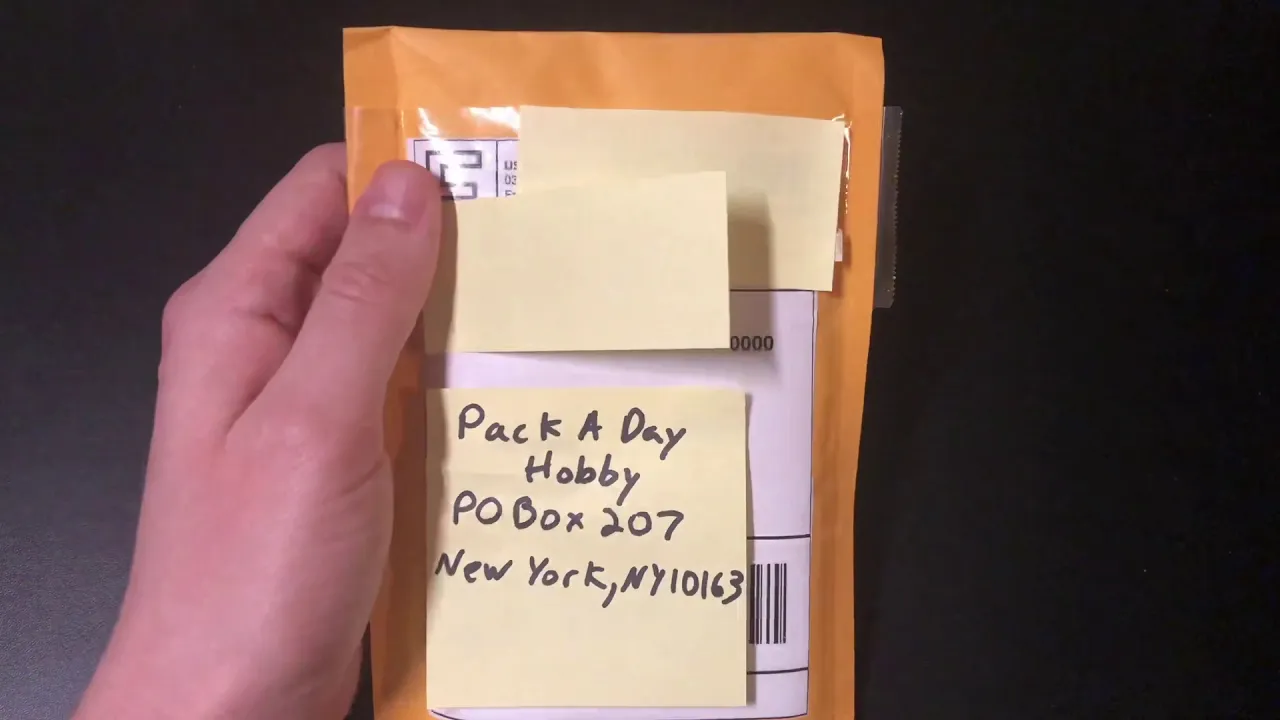 0000
Pack A Day
Hobby
PO Box 207
New York, NY 10163